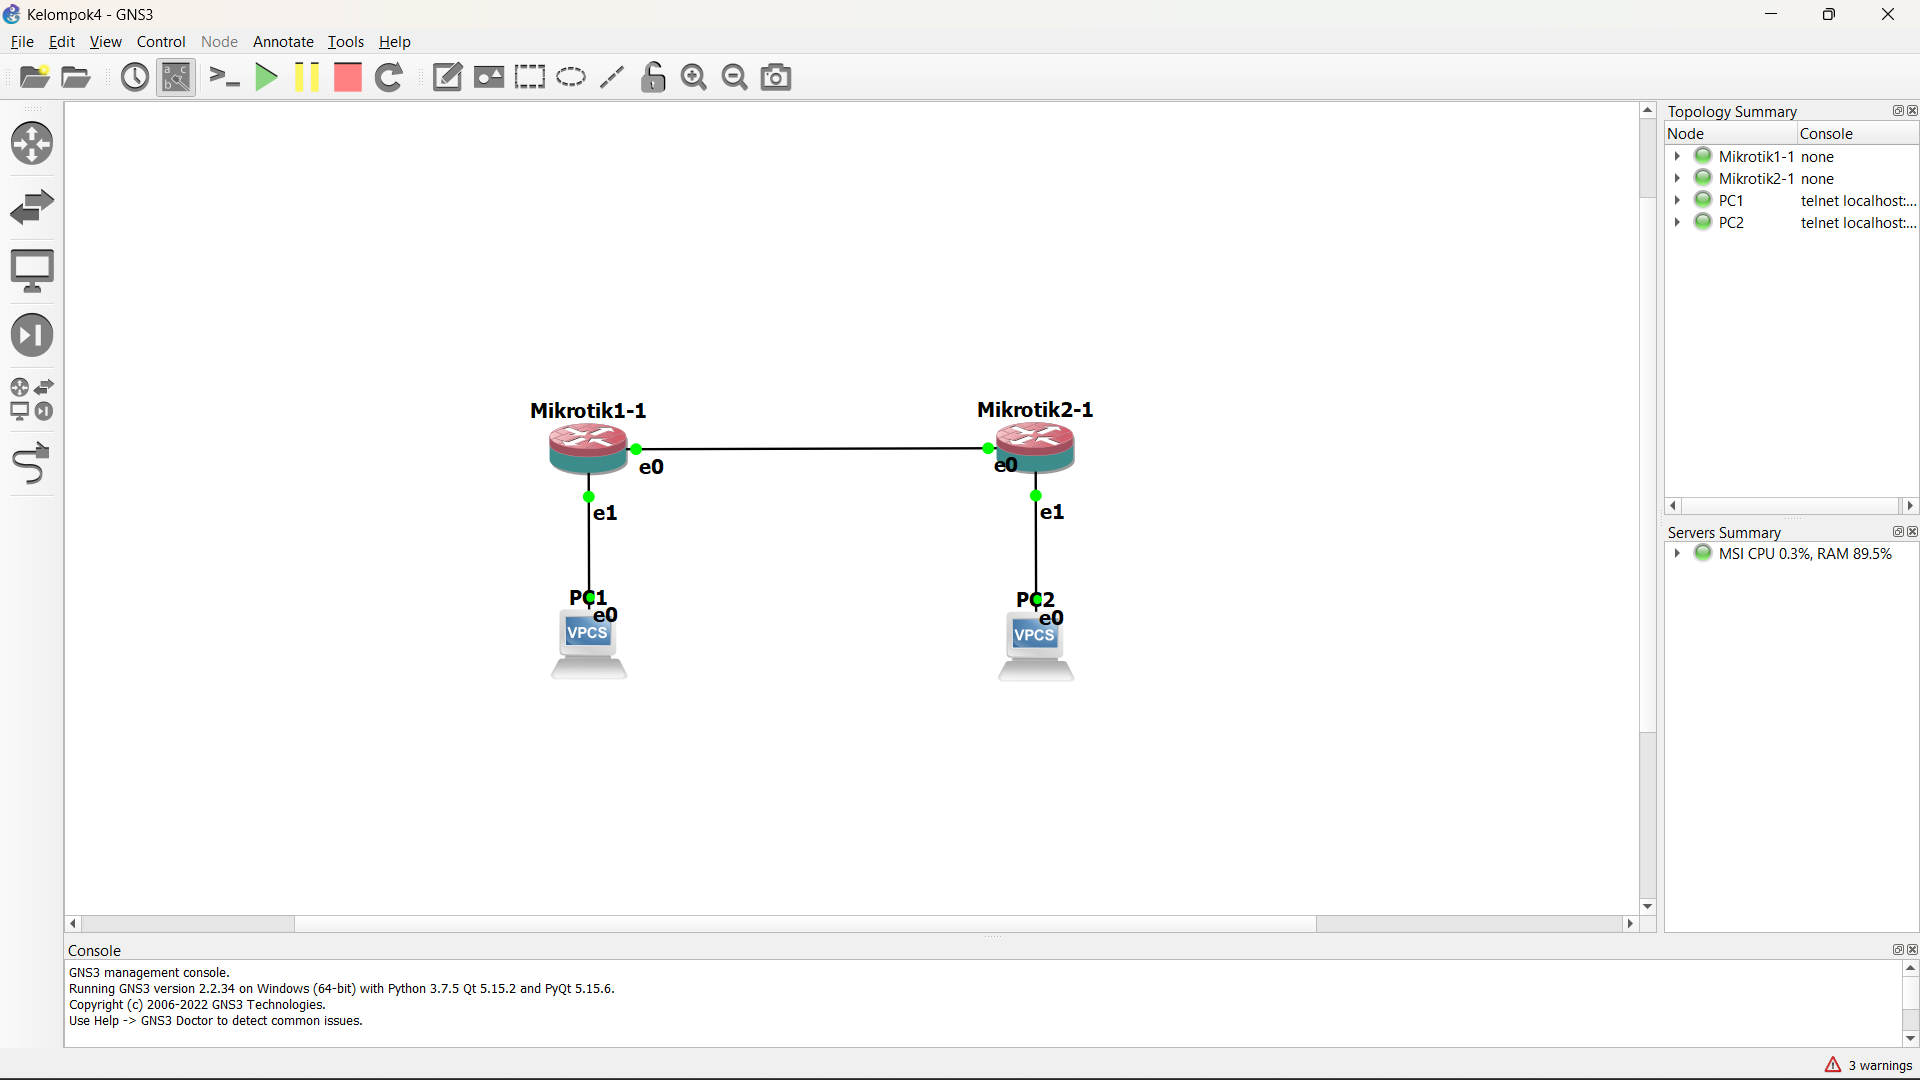 Kelompok4 - GNS3
File Edit View Control Node Annotate Tools Help
Topology Summary
Node Console
Mikrotik1-1 none
Mikrotik2-1 none
PC1 telnet localhost:...
PC2 telnet localhost:...
Mikrotik1-1
Mikrotik2-1
e0
e0
e1
e1
PC1
e0
VPCS
PC2
e0
VPCS
Servers Summary
MSI CPU 0.3%, RAM 89.5%
Console
GNS3 management console.
Running GNS3 version 2.2.34 on Windows (64-bit) with Python 3.7.5 Qt 5.15.2 and PyQt 5.15.6.
Copyright (c) 2006-2022 GNS3 Technologies.
Use Help -> GNS3 Doctor to detect common issues.
3 warnings